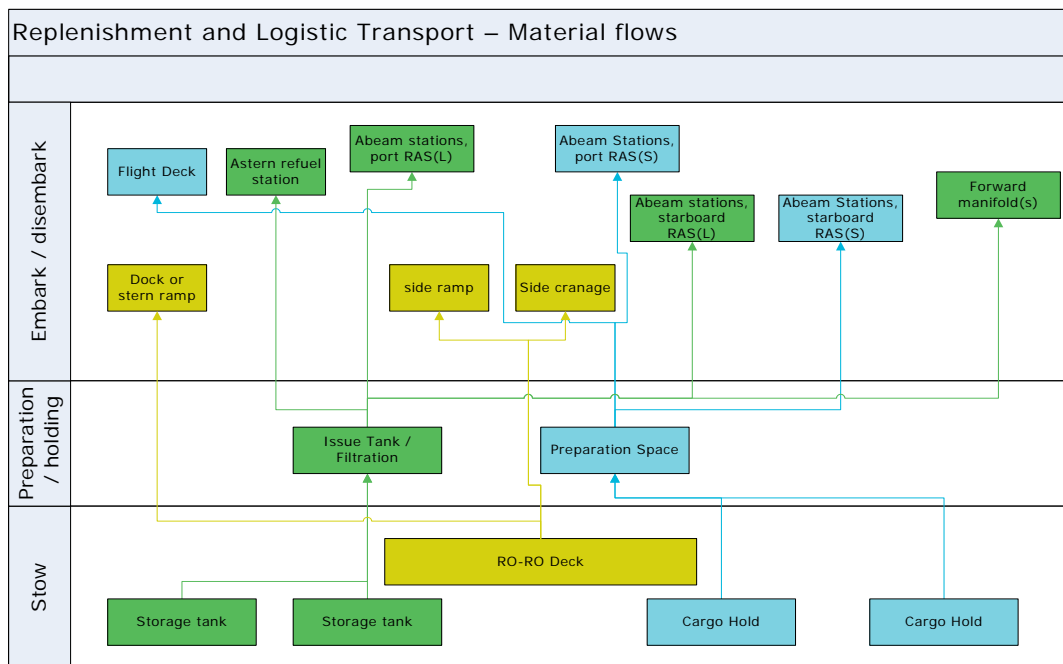 Replenishment and Logistic Transport – Material flows
Embark / disembark
Flight Deck
Astern refuel
station
Abeam stations,
port RAS(L)
Abeam Stations,
port RAS(S)
Abeam stations,
starboard
RAS(L)
Abeam Stations,
starboard
RAS(S)
Forward
manifold(s)
Dock or
stern ramp
side ramp
Side cranage
Preparation
/ holding
Issue Tank /
Filtration
Preparation Space
Stow
RO-RO Deck
Storage tank
Storage tank
Cargo Hold
Cargo Hold